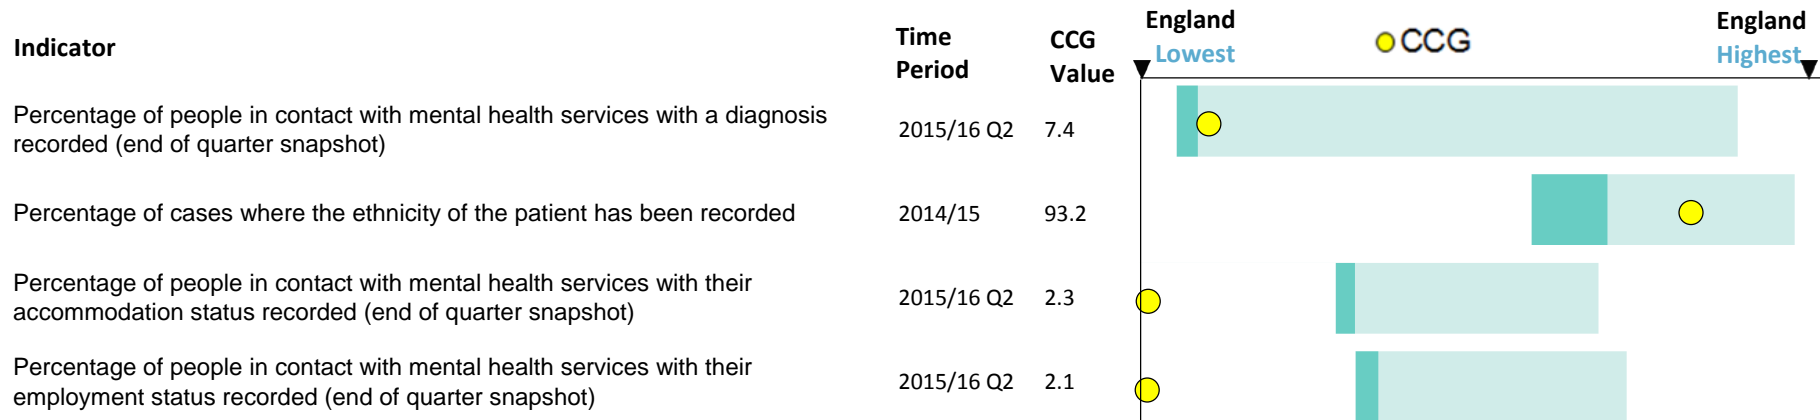 Indicator
Time Period
CCG Value
England Lowest
CCG
England Highest
Percentage of people in contact with mental health services with a diagnosis
recorded (end of quarter snapshot)
2015/16 Q2 7.4
Percentage of cases where the ethnicity of the patient has been recorded
2014/15 93.2
Percentage of people in contact with mental health services with their
accommodation status recorded (end of quarter snapshot)
2015/16 Q2 2.3
Percentage of people in contact with mental health services with their
employment status recorded (end of quarter snapshot)
2015/16 Q2 2.1